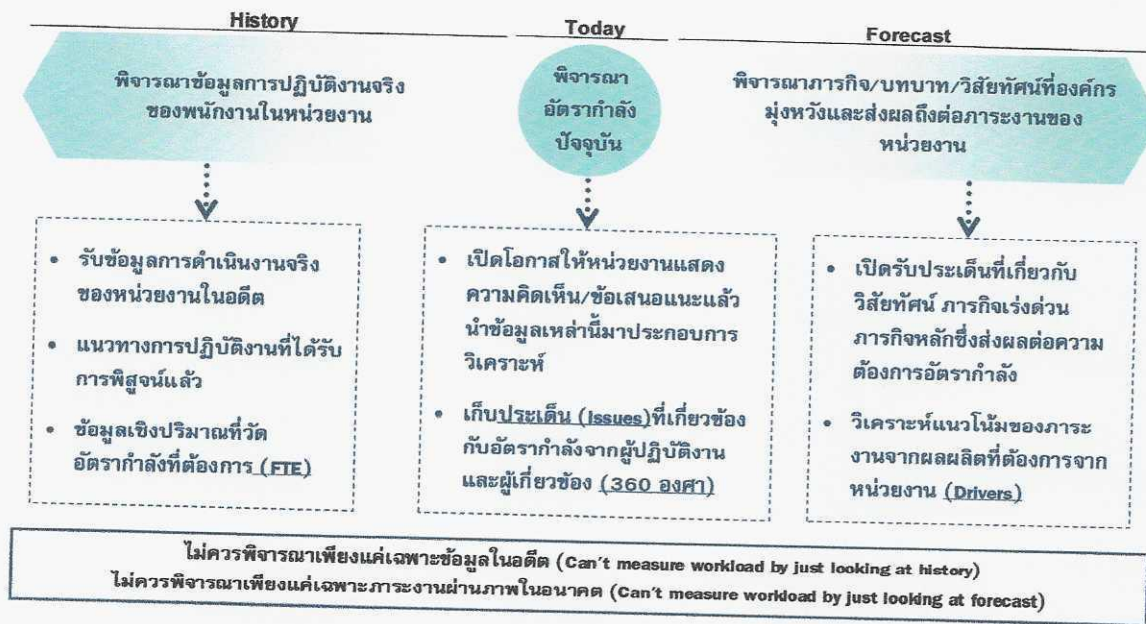 History
Today
Forecast
พิจารณาข้อมูลการปฏิบัติงานจริง
ของพนักงานในหน่วยงาน
พิจารณา
อัตรากำลัง
ปัจจุบัน
พิจารณาภารกิจ/บทบาท/วิสัยทัศน์ที่องค์กร
มุ่งหวังและส่งผลถึงต่อภาระงานของ
หน่วยงาน
• รับข้อมูลการดำเนินงานจริง
ของหน่วยงานในอดีต
• แนวทางการปฏิบัติงานที่ได้รับ
การพิสูจน์แล้ว
• ข้อมูลเชิงปริมาณที่วัด
อัตรากำลังที่ต้องการ (FTE)
• เปิดโอกาสให้หน่วยงานแสดง
ความคิดเห็น/ข้อเสนอแนะแล้ว
นำข้อมูลเหล่านี้มาประกอบการ
วิเคราะห์
• เก็บประเด็น (Issues)ที่เกี่ยวข้อง
กับอัตรากำลังจากผู้ปฏิบัติงาน
และผู้เกี่ยวข้อง (360 องศา)
• เปิดรับประเด็นที่เกี่ยวกับ
วิสัยทัศน์ ภารกิจเร่งด่วน
ภารกิจหลักซึ่งส่งผลต่อความ
ต้องการอัตรากำลัง
• วิเคราะห์แนวโน้มของภาระ
งานจากผลผลิตที่ต้องการจาก
หน่วยงาน (Drivers)
ไม่ควรพิจารณาเพียงแค่เฉพาะข้อมูลในอดีต (Can't measure workload by just looking at history)
ไม่ควรพิจารณาเพียงแค่เฉพาะภาระงานผ่านภาพในอนาคต (Can't measure workload by just looking at forecast)